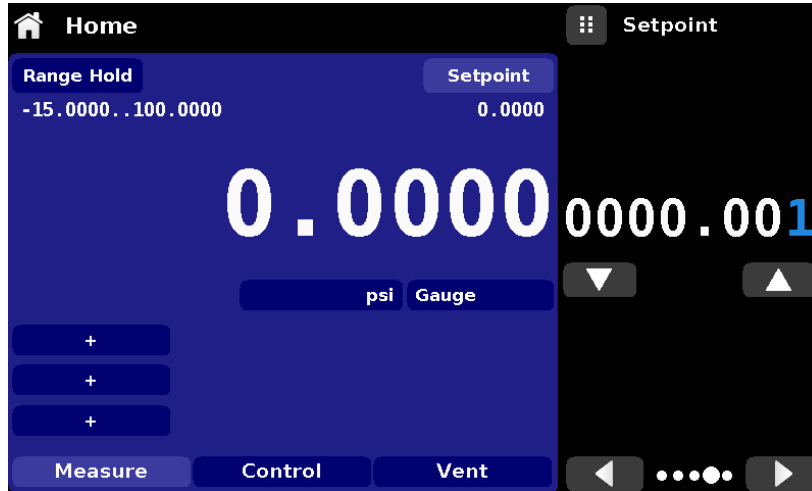 Home
Setpoint
Range Hold
Setpoint
-15.0000..100.0000
0.0000
0.0000
0000.001
psi
Gauge
+
+
+
Measure
Control
Vent